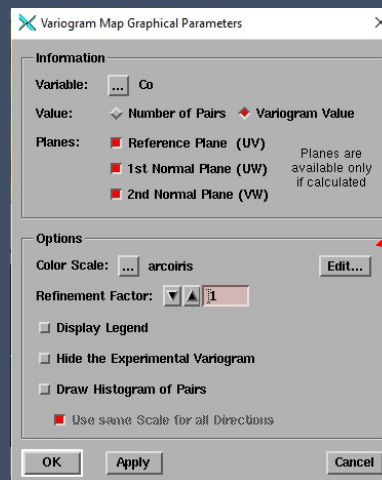 Variogram Map Graphical Parameters
Information
Variable: ... Co
Value: Number of Pairs Variogram Value
Planes: Reference Plane (UV)
1st Normal Plane (UW)
2nd Normal Plane (VW)
Planes are
available only
if calculated
Options
Color Scale: ... arcoiris Edit...
Refinement Factor: 1
Display Legend
Hide the Experimental Variogram
Draw Histogram of Pairs
Use same Scale for all Directions
OK Apply Cancel